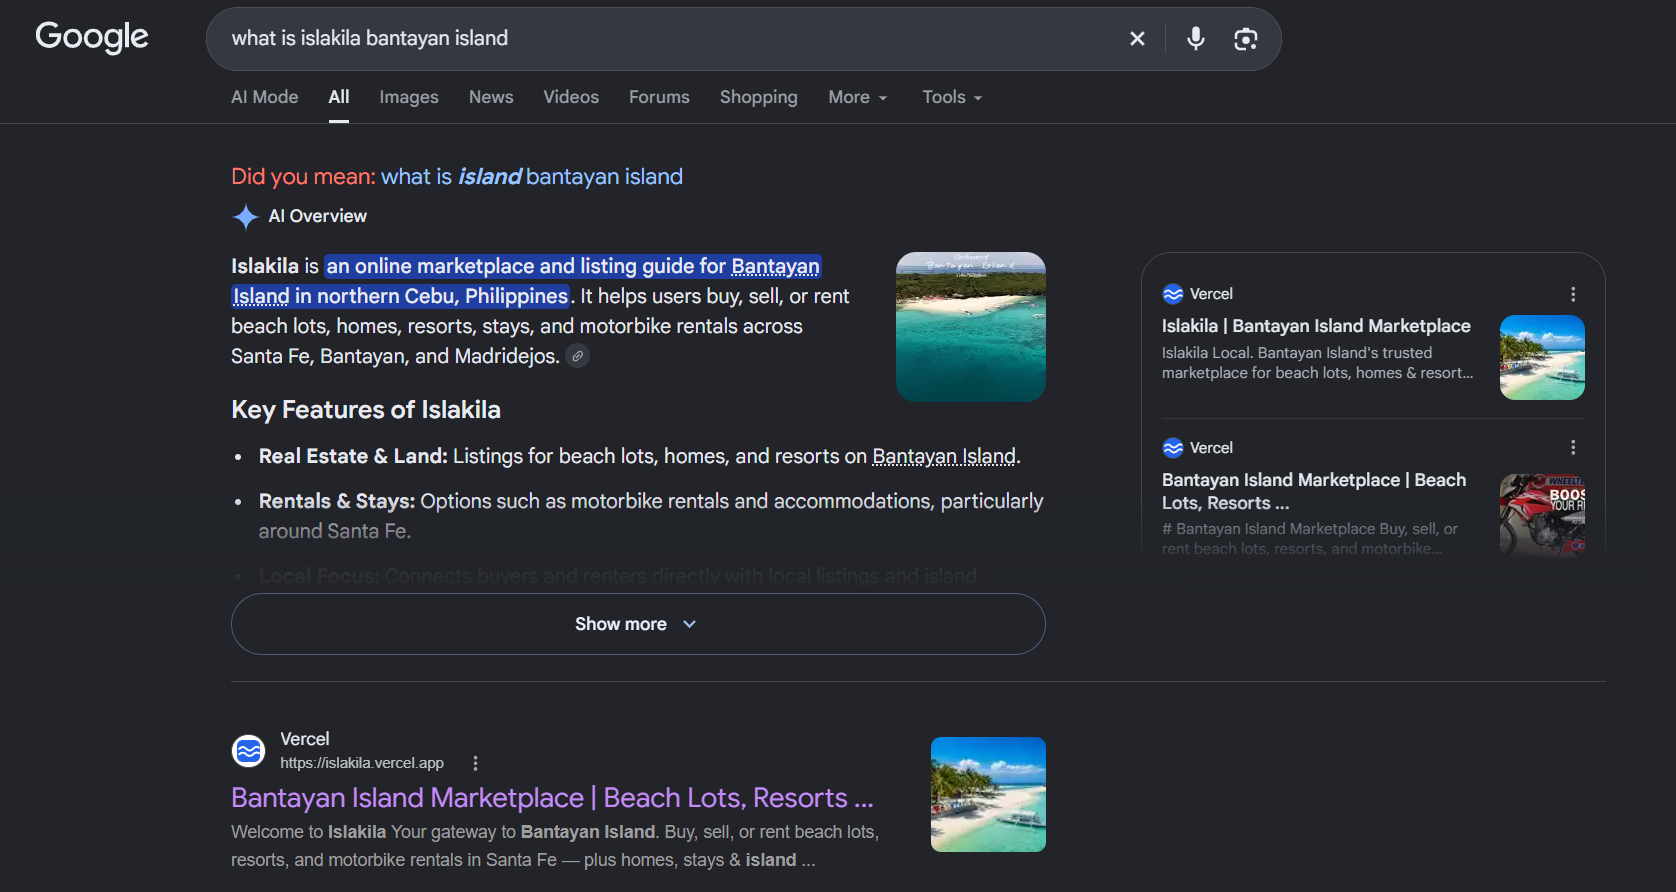 Google
what is islakila bantayan island
AI Mode
All
Images
News
Videos
Forums
Shopping
More
Tools
Did you mean: what is island bantayan island
AI Overview
Islakila is an online marketplace and listing guide for Bantayan
Island in northern Cebu, Philippines. It helps users buy, sell, or rent
beach lots, homes, resorts, stays, and motorbike rentals across
Santa Fe, Bantayan, and Madridejos.
The Beauty of
Bantayan Island
Cebu Philippines
Key Features of Islakila
• Real Estate & Land: Listings for beach lots, homes, and resorts on Bantayan Island.
• Rentals & Stays: Options such as motorbike rentals and accommodations, particularly
around Santa Fe.
• Local Focus: Connects buyers and renters directly with local listings and island
Show more
Vercel
Islakila | Bantayan Island Marketplace
Islakila Local. Bantayan Island's trusted
marketplace for beach lots, homes & resort...
Vercel
Bantayan Island Marketplace | Beach
Lots, Resorts ...
# Bantayan Island Marketplace Buy, sell, or
rent beach lots, resorts, and motorbike...
Vercel
https://islakila.vercel.app
Bantayan Island Marketplace | Beach Lots, Resorts ...
Welcome to Islakila Your gateway to Bantayan Island. Buy, sell, or rent beach lots,
resorts, and motorbike rentals in Santa Fe — plus homes, stays & island ...